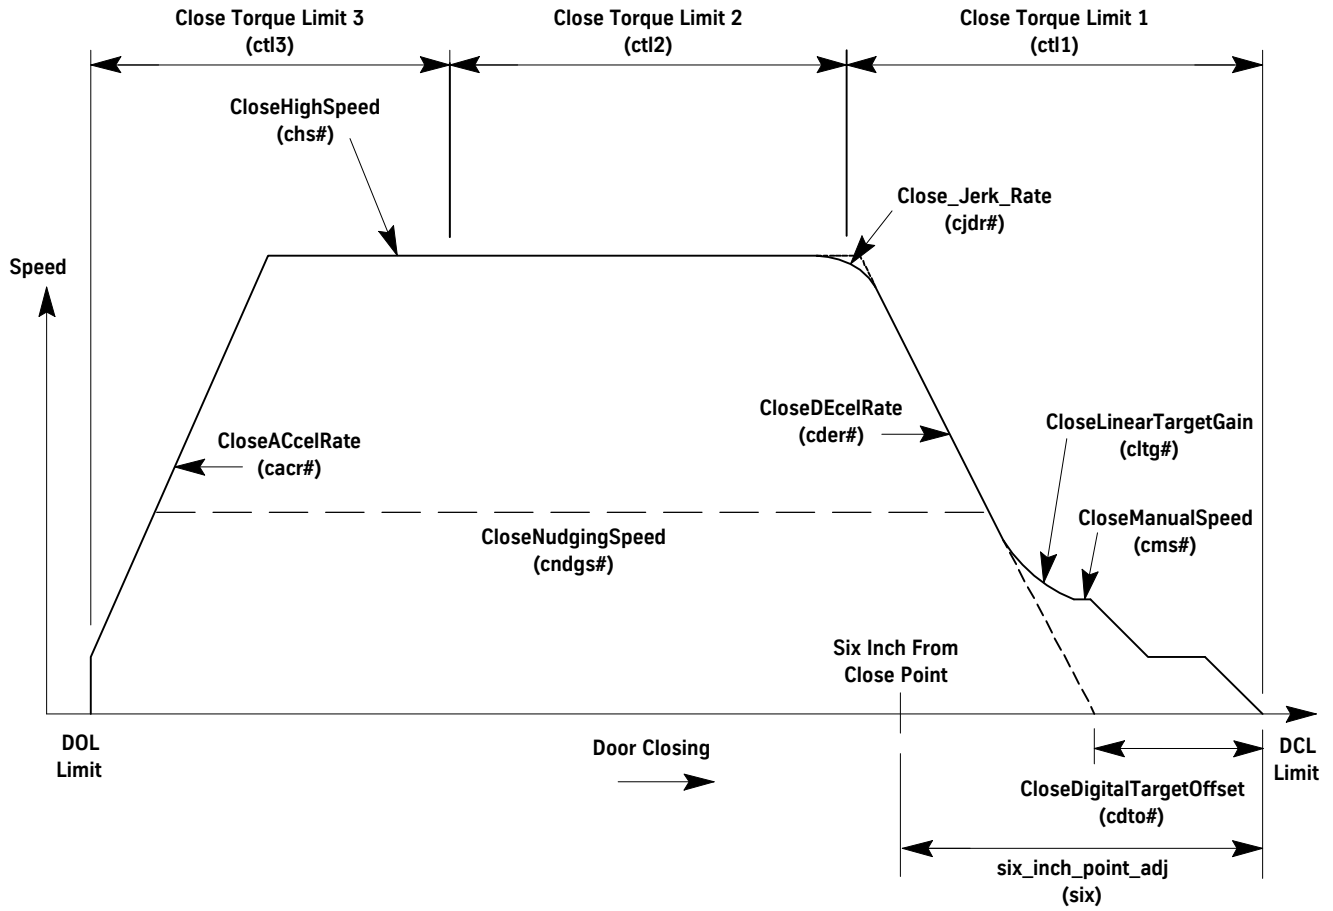 Close Torque Limit 3
(ctl3)
Close Torque Limit 2
(ctl2)
Close Torque Limit 1
(ctl1)
CloseHighSpeed
(chs#)
Close_Jerk_Rate
(cjdr#)
Speed
CloseACcelRate
(cacr#)
CloseDEcelRate
(cder#)
CloseLinearTargetGain
(cltg#)
CloseNudgingSpeed
(cndgs#)
CloseManualSpeed
(cms#)
Six Inch From
Close Point
DOL
Limit
Door Closing
DCL
Limit
CloseDigitalTargetOffset
(cdto#)
six_inch_point_adj
(six)